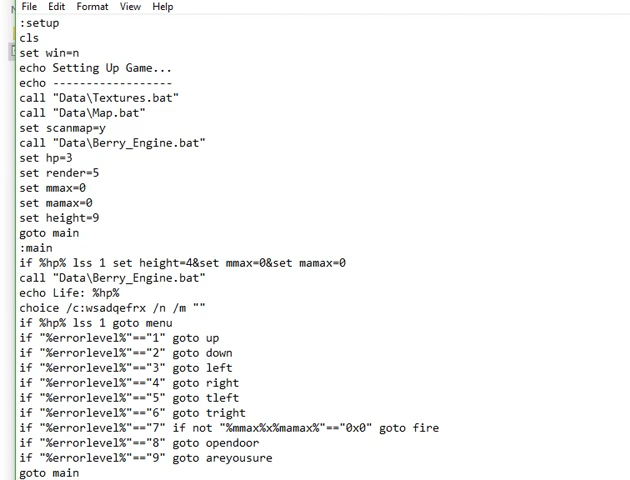 File Edit Format View Help
:setup
cls
set win=n
echo Setting Up Game...
echo ------------------
call "Data\Textures.bat"
call "Data\Map.bat"
set scanmap=y
call "Data\Berry_Engine.bat"
set hp=3
set render=5
set mmax=0
set mamax=0
set height=9
goto main
:main
if %hp% lss 1 set height=4&set mmax=0&set mamax=0
call "Data\Berry_Engine.bat"
echo Life: %hp%
choice /c:wsadqefrx /n /m ""
if %hp% lss 1 goto menu
if "%errorlevel%"=="1" goto up
if "%errorlevel%"=="2" goto down
if "%errorlevel%"=="3" goto left
if "%errorlevel%"=="4" goto right
if "%errorlevel%"=="5" goto tleft
if "%errorlevel%"=="6" goto tright
if "%errorlevel%"=="7" if not "%mmax%x%mamax%"=="0x0" goto fire
if "%errorlevel%"=="8" goto opendoor
if "%errorlevel%"=="9" goto areyousure
goto main